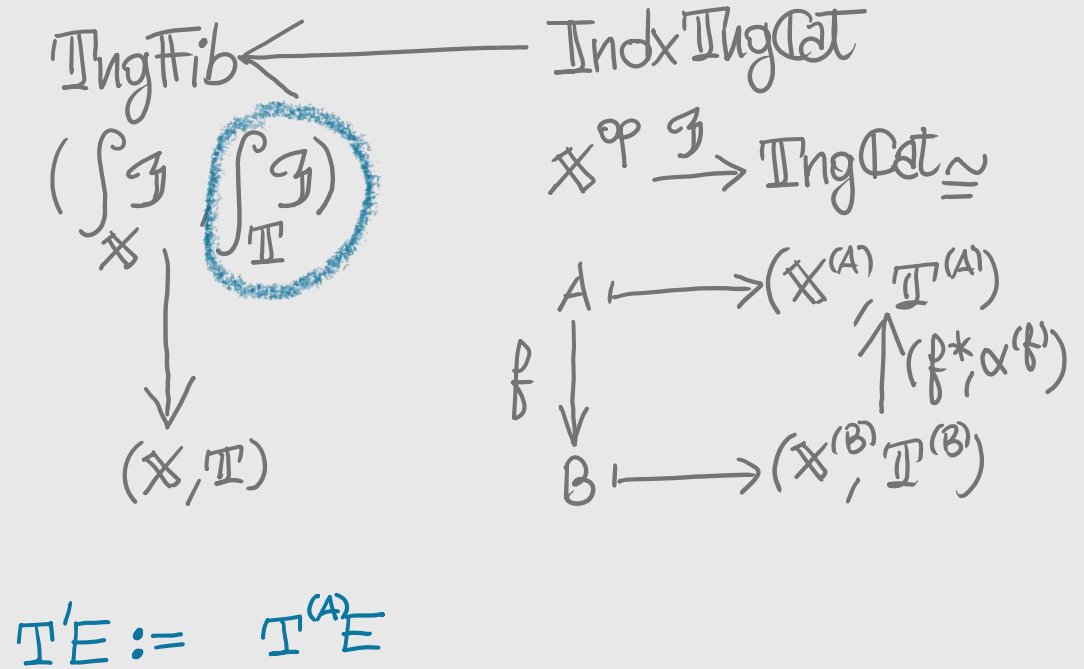 TngFib ← IndxTngCat
(∫_𝕏 ℑ, ∫_𝕋 ℑ)
𝕏^op ℑ→ TngCat≅
A ↦ (𝕏^(A), 𝕋^(A))
f (f*, α^(f))
B ↦ (𝕏^(B), 𝕋^(B))
(𝕏, 𝕋)
T'E := T^(A)E